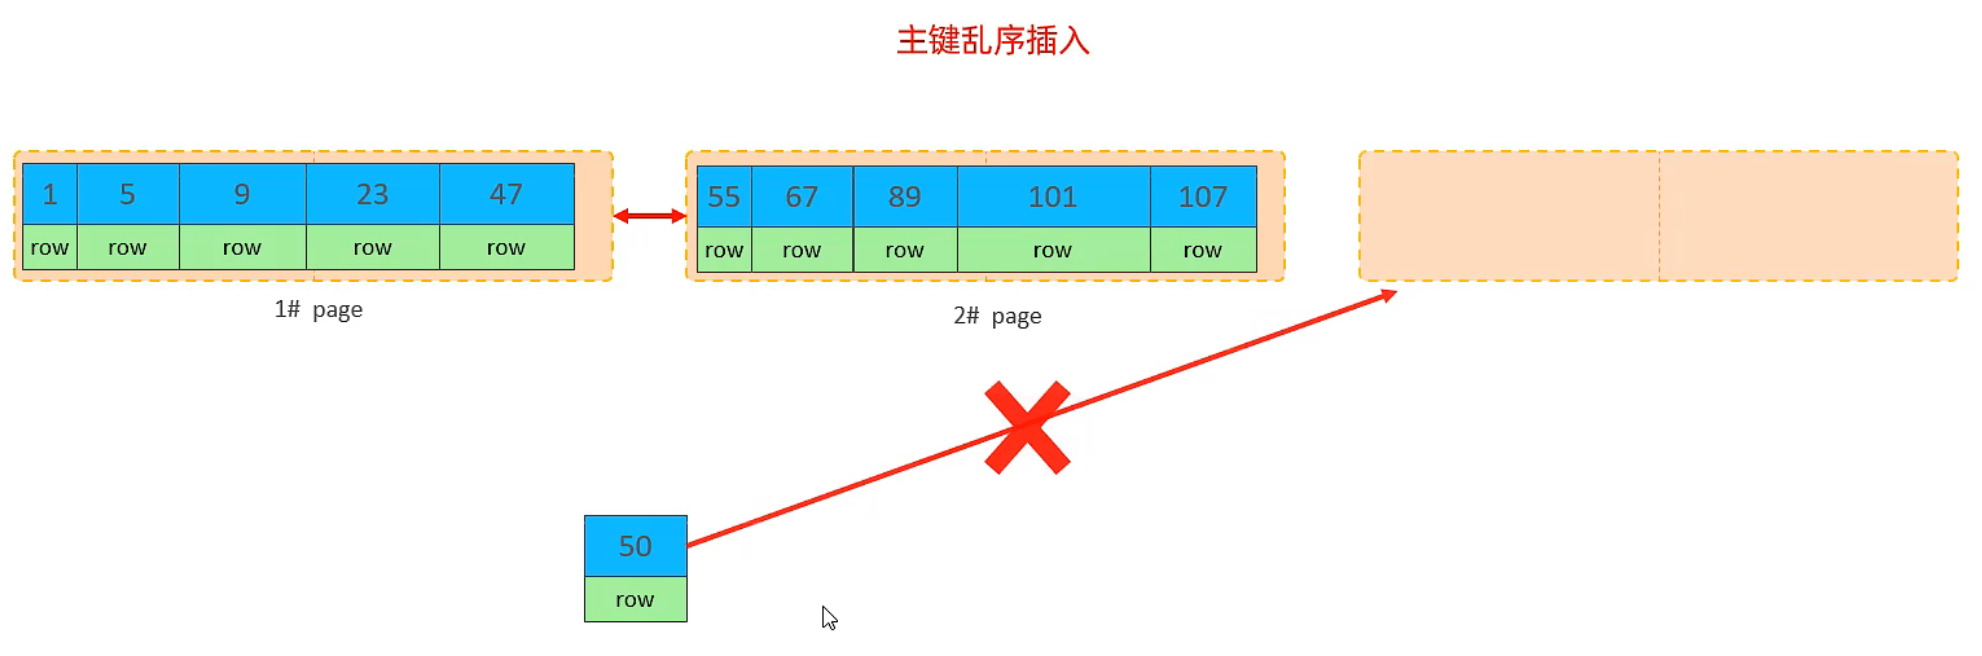 主键乱序插入
1 5 9 23 47
row row row row row
1# page
55 67 89 101 107
row row row row row
2# page
50
row